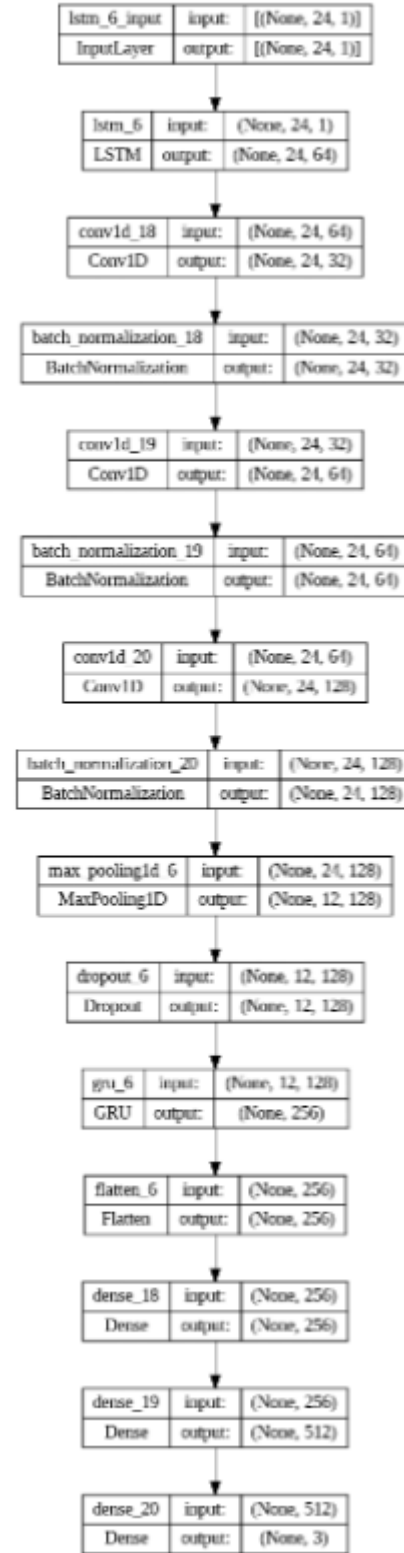 lstm_6_input input: [(None, 24, 1)]
InputLayer output: [(None, 24, 1)]
lstm_6 input: (None, 24, 1)
LSTM output: (None, 24, 64)
conv1d_18 input: (None, 24, 64)
Conv1D output: (None, 24, 32)
batch_normalization_18 input: (None, 24, 32)
BatchNormalization output: (None, 24, 32)
conv1d_19 input: (None, 24, 32)
Conv1D output: (None, 24, 64)
batch_normalization_19 input: (None, 24, 64)
BatchNormalization output: (None, 24, 64)
conv1d_20 input: (None, 24, 64)
Conv1D output: (None, 24, 128)
batch_normalization_20 input: (None, 24, 128)
BatchNormalization output: (None, 24, 128)
max_pooling1d_6 input: (None, 24, 128)
MaxPooling1D output: (None, 12, 128)
dropout_6 input: (None, 12, 128)
Dropout output: (None, 12, 128)
gru_6 input: (None, 12, 128)
GRU output: (None, 256)
flatten_6 input: (None, 256)
Flatten output: (None, 256)
dense_18 input: (None, 256)
Dense output: (None, 256)
dense_19 input: (None, 256)
Dense output: (None, 512)
dense_20 input: (None, 512)
Dense output: (None, 3)